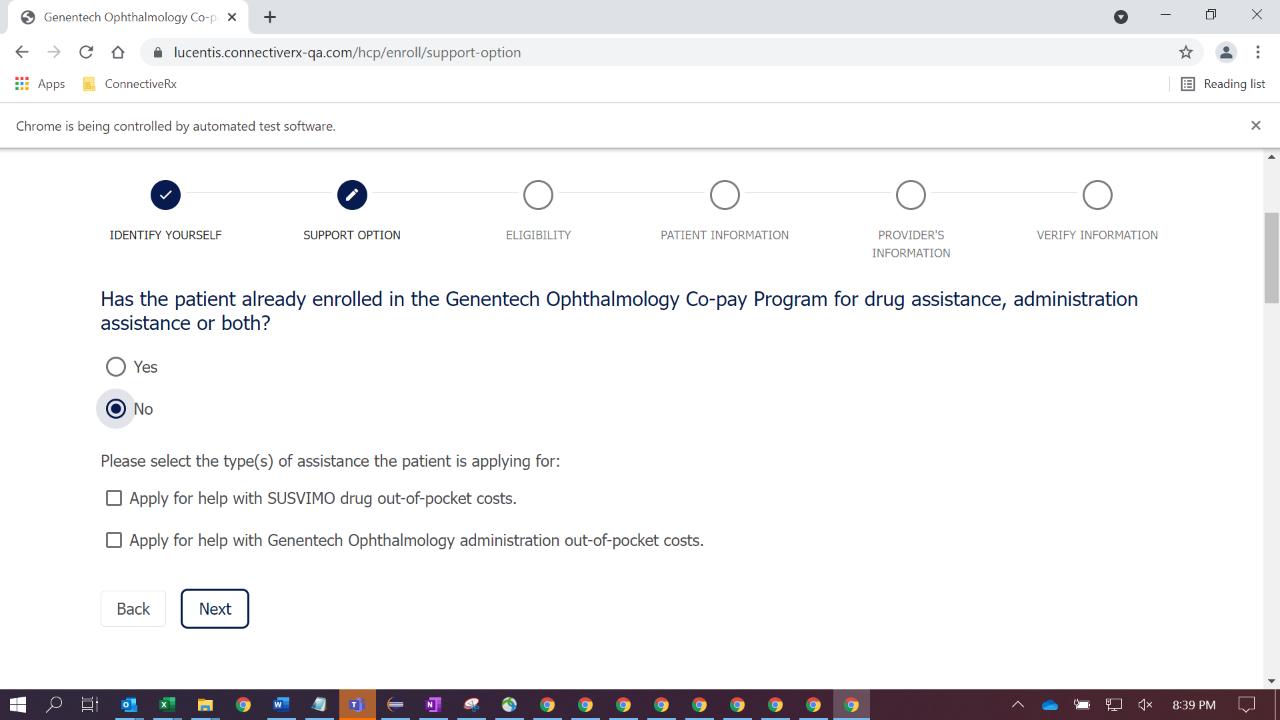 Genentech Ophthalmology Co-p
lucentis.connectiverx-qa.com/hcp/enroll/support-option
Apps
ConnectiveRx
Reading list
Chrome is being controlled by automated test software.
IDENTIFY YOURSELF
SUPPORT OPTION
ELIGIBILITY
PATIENT INFORMATION
PROVIDER'S
INFORMATION
VERIFY INFORMATION
Has the patient already enrolled in the Genentech Ophthalmology Co-pay Program for drug assistance, administration
assistance or both?
Yes
No
Please select the type(s) of assistance the patient is applying for:
Apply for help with SUSVIMO drug out-of-pocket costs.
Apply for help with Genentech Ophthalmology administration out-of-pocket costs.
Back
Next
8:39 PM